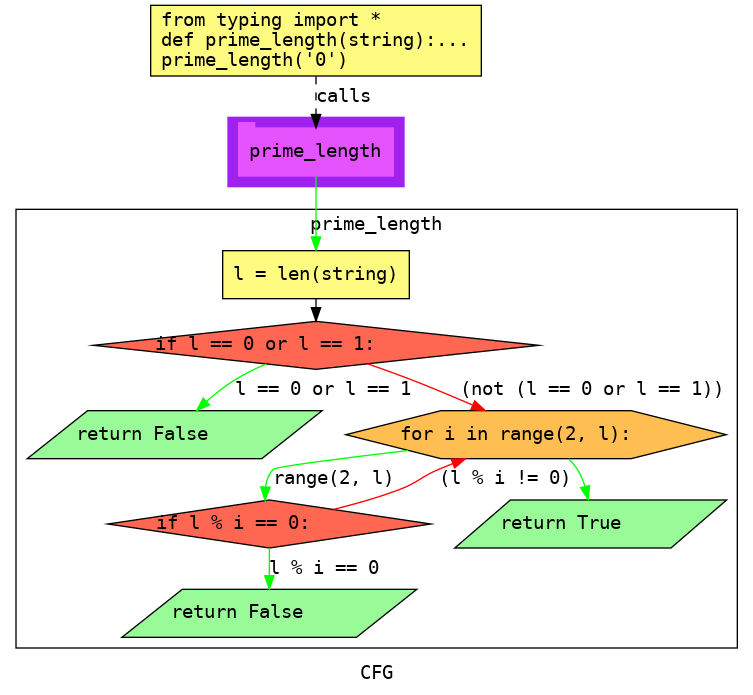 from typing import *
def prime_length(string):...
prime_length('0')
calls
prime_length
prime_length
l = len(string)
if l == 0 or l == 1:
l == 0 or l == 1
(not (l == 0 or l == 1))
return False
for i in range(2, l):
range(2, l)
(l % i != 0)
if l % i == 0:
return True
l % i == 0
return False
CFG